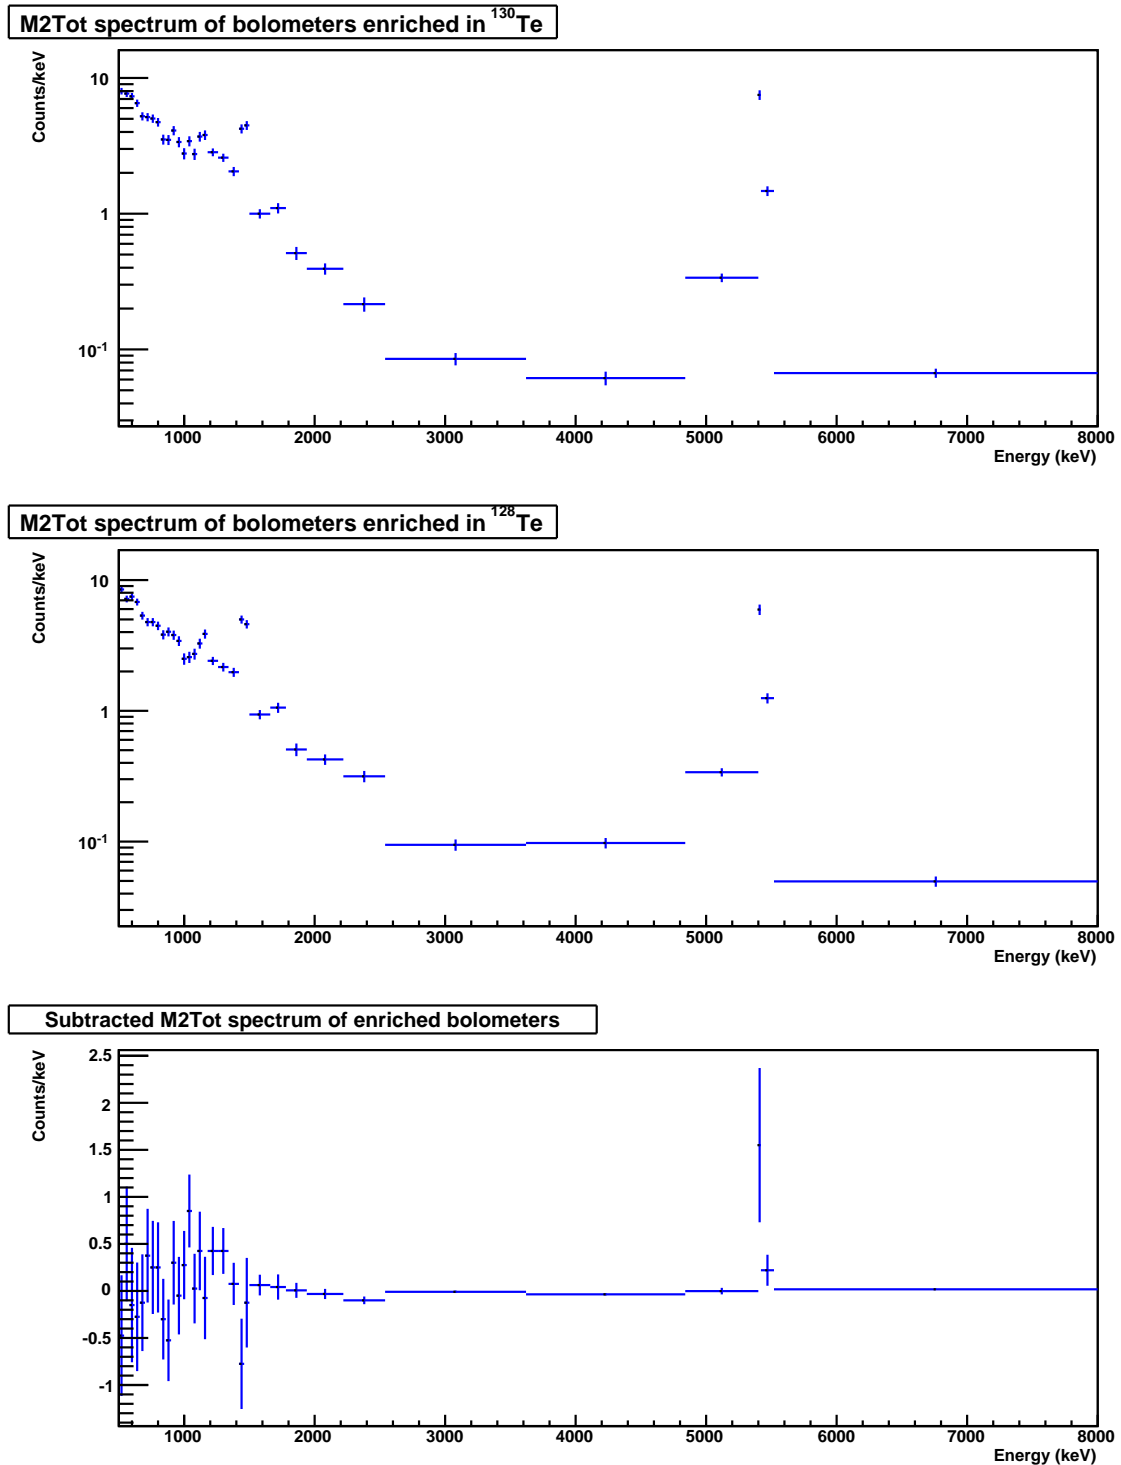 M2Tot spectrum of bolometers enriched in ¹³⁰Te
Counts/keV
10
1
10⁻¹
1000 2000 3000 4000 5000 6000 7000 8000
Energy (keV)
M2Tot spectrum of bolometers enriched in ¹²⁸Te
Counts/keV
10
1
10⁻¹
1000 2000 3000 4000 5000 6000 7000 8000
Energy (keV)
Subtracted M2Tot spectrum of enriched bolometers
Counts/keV
2.5
2
1.5
1
0.5
0
-0.5
-1
1000 2000 3000 4000 5000 6000 7000 8000
Energy (keV)